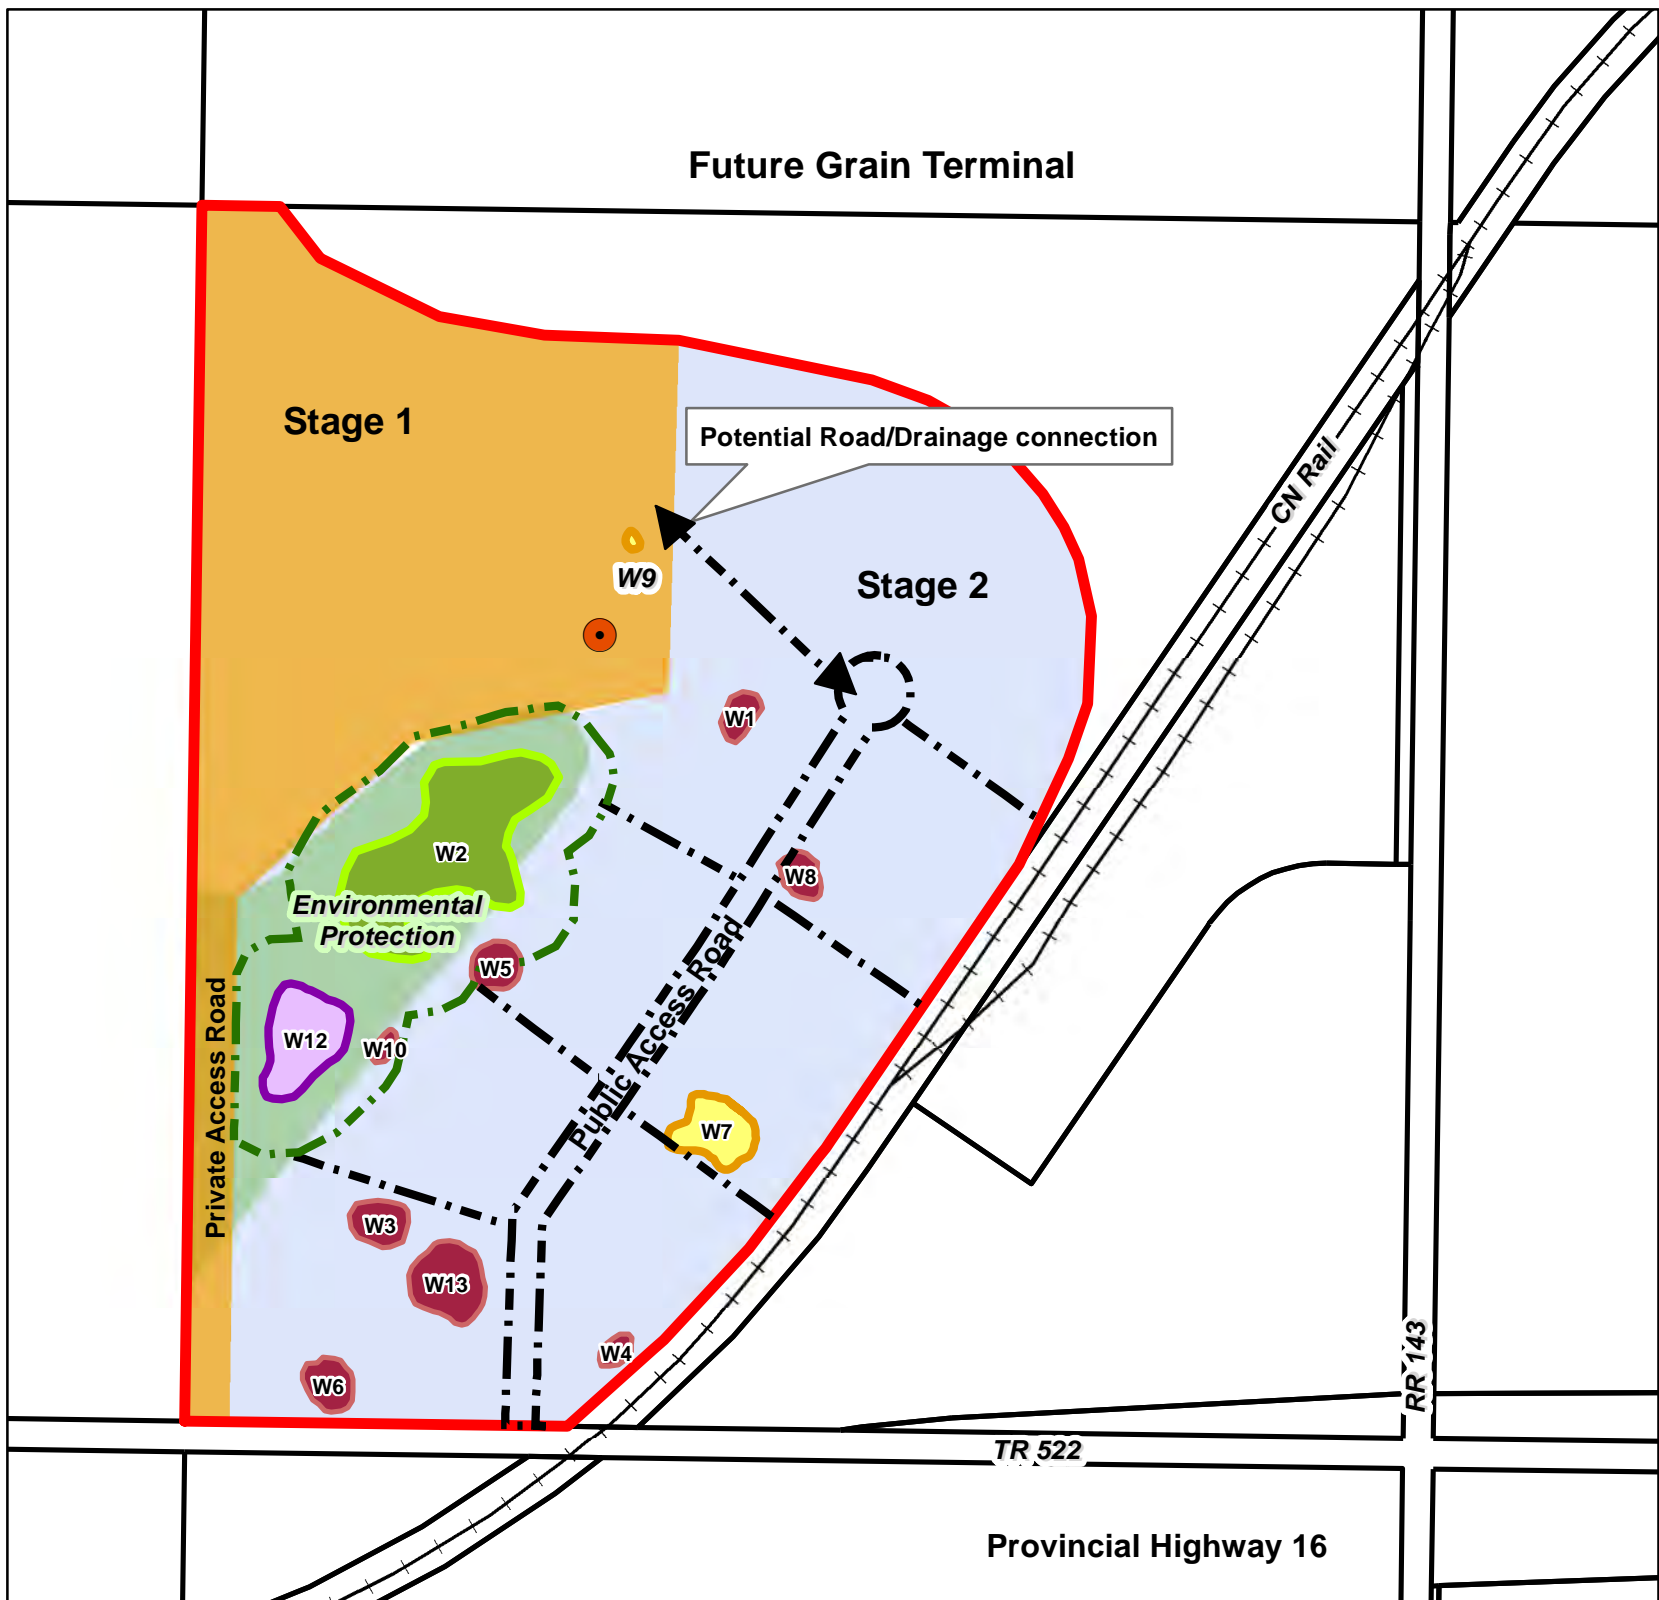 Future Grain Terminal
Stage 1
Potential Road/Drainage connection
CN Rail
W9
Stage 2
W1
W2
W8
Environmental
Protection
W5
Public Access Road
Private Access Road
W12
W10
W7
W3
W13
W4
W6
RR 143
TR 522
Provincial Highway 16